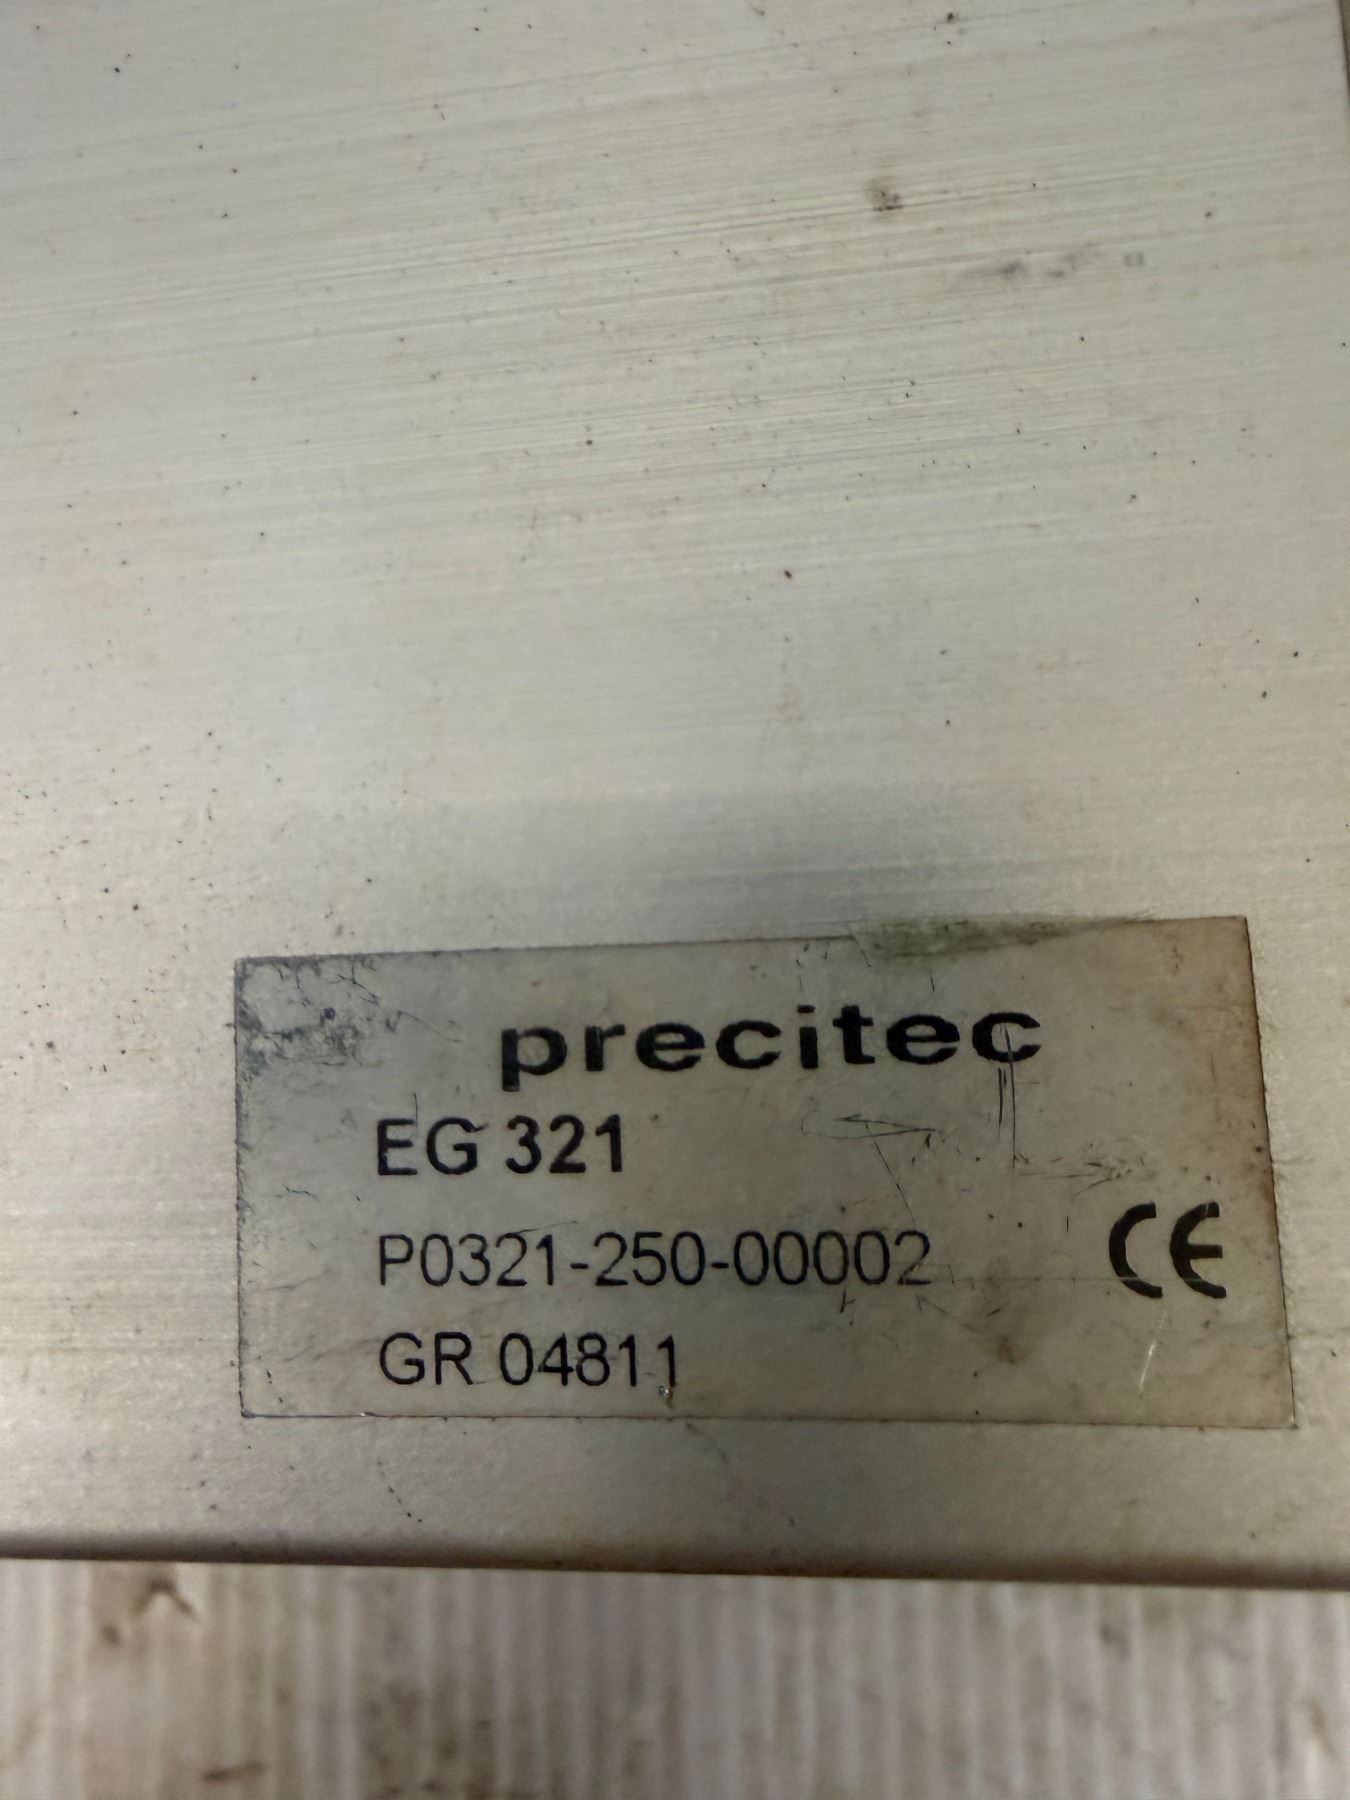 precitec
EG 321
P0321-250-00002
CE
GR 04811